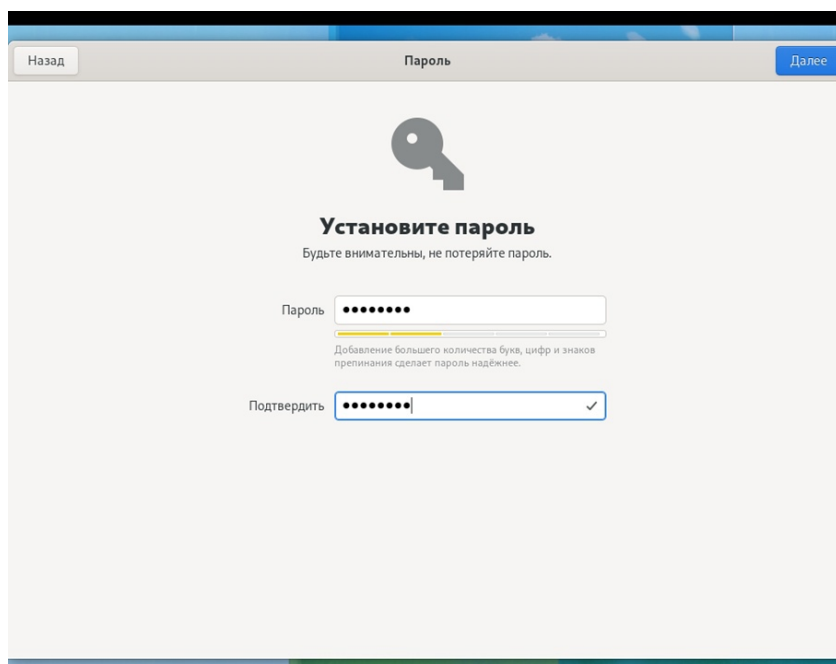 Назад
Пароль
Далее
Установите пароль
Будьте внимательны, не потеряйте пароль.
Пароль
Добавление большего количества букв, цифр и знаков
препинания сделает пароль надёжнее.
Подтвердить